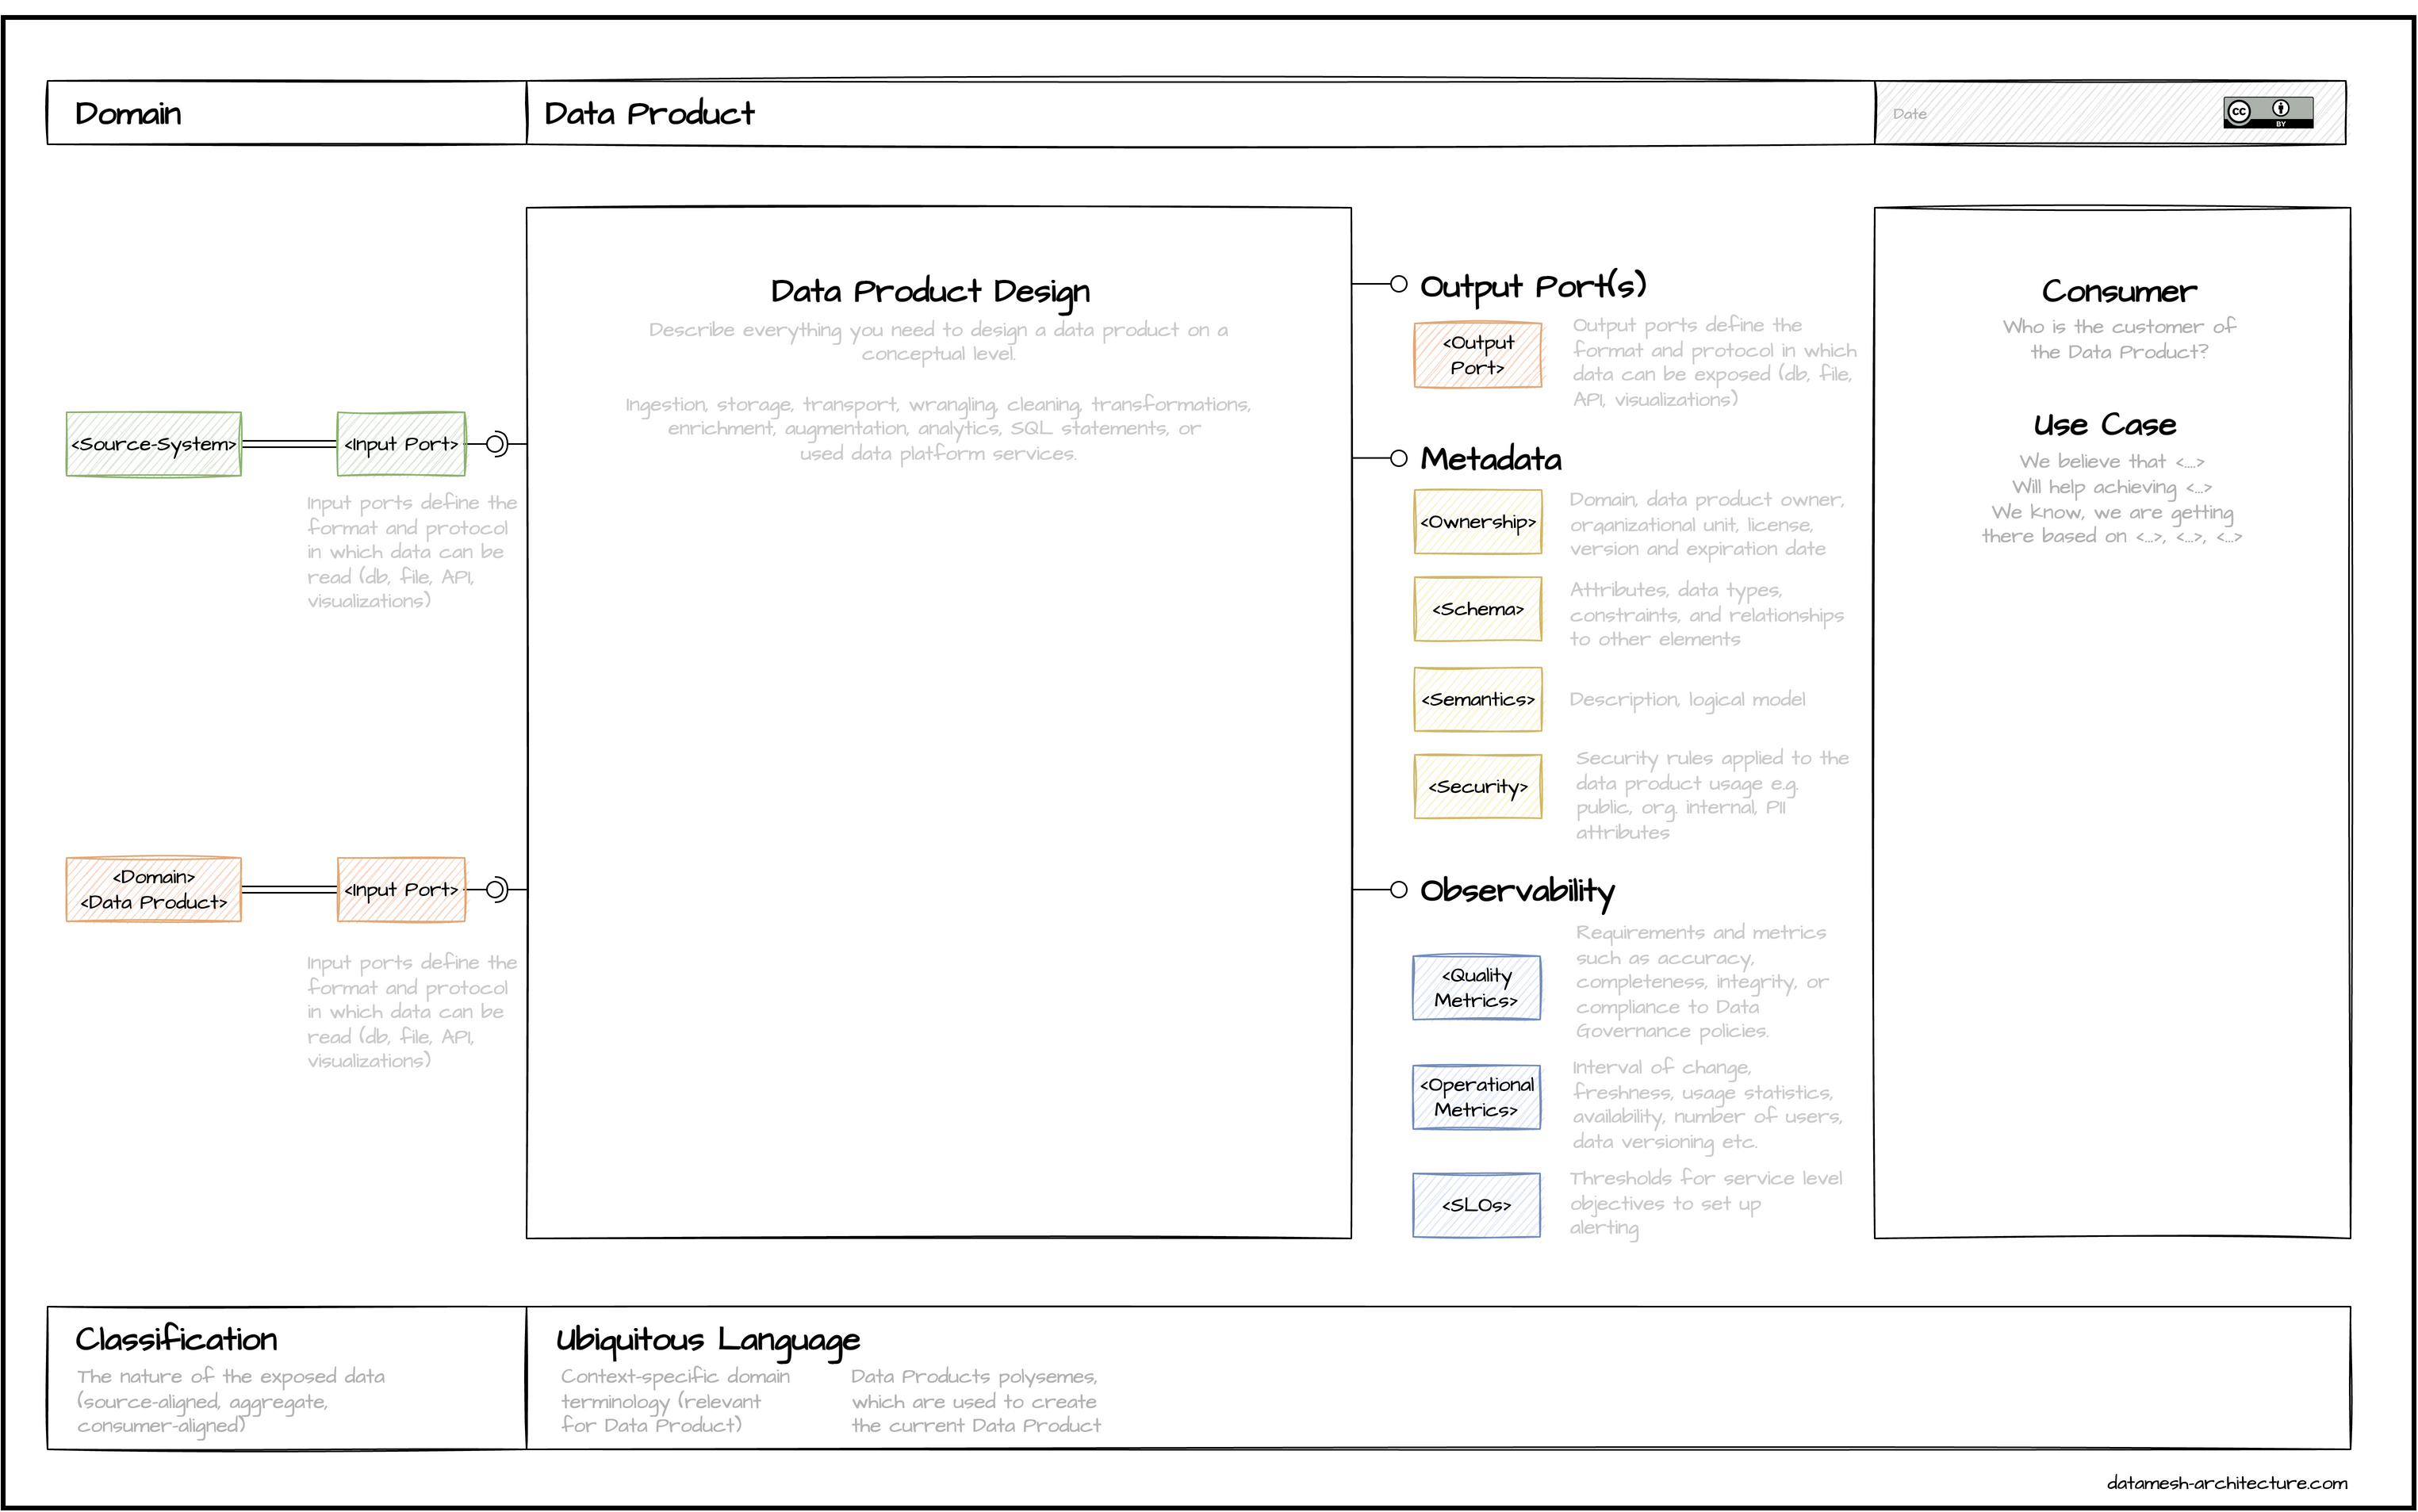 Domain
Data Product
Date
CC
BY
Data Product Design
Describe everything you need to design a data product on a
conceptual level.
Ingestion, storage, transport, wrangling, cleaning, transformations,
enrichment, augmentation, analytics, SQL statements, or
used data platform services.
<Source-System>
<Input Port>
Input ports define the
format and protocol
in which data can be
read (db, file, API,
visualizations)
<Domain>
<Data Product>
<Input Port>
Input ports define the
format and protocol
in which data can be
read (db, file, API,
visualizations)
Output Port(s)
<Output
Port>
Output ports define the
format and protocol in which
data can be exposed (db, file,
API, visualizations)
Metadata
<Ownership>
Domain, data product owner,
organizational unit, license,
version and expiration date
<Schema>
Attributes, data types,
constraints, and relationships
to other elements
<Semantics>
Description, logical model
<Security>
Security rules applied to the
data product usage e.g.
public, org. internal, PII
attributes
Observability
<Quality
Metrics>
Requirements and metrics
such as accuracy,
completeness, integrity, or
compliance to Data
Governance policies.
<Operational
Metrics>
Interval of change,
freshness, usage statistics,
availability, number of users,
data versioning etc.
<SLOs>
Thresholds for service level
objectives to set up
alerting
Consumer
Who is the customer of
the Data Product?
Use Case
We believe that <...>
Will help achieving <...>
We know, we are getting
there based on <...>, <...>, <...>
Classification
The nature of the exposed data
(source-aligned, aggregate,
consumer-aligned)
Ubiquitous Language
Context-specific domain
terminology (relevant
for Data Product)
Data Products polysemes,
which are used to create
the current Data Product
datamesh-architecture.com